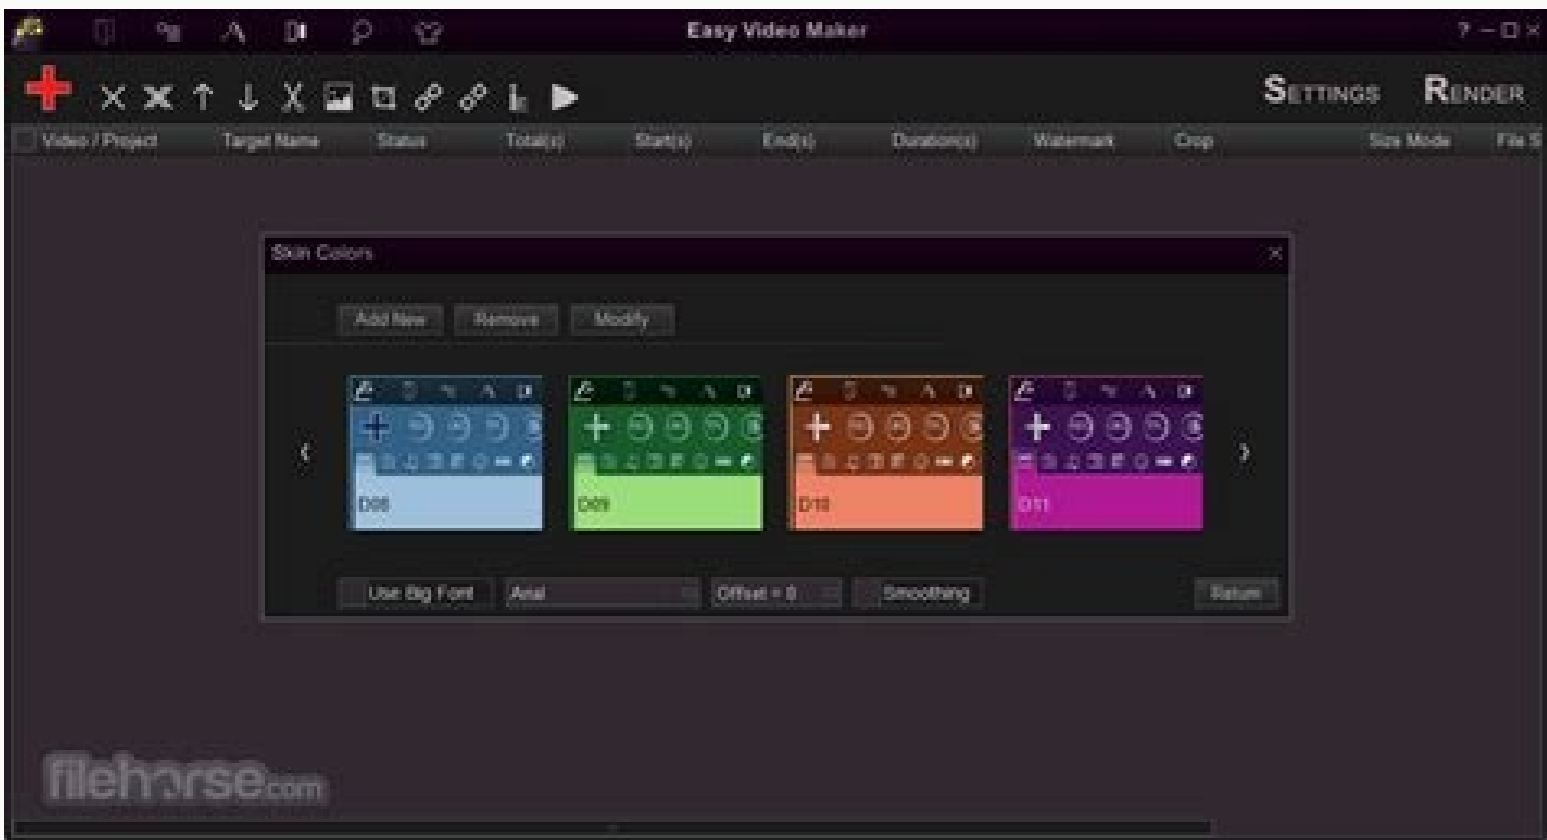 Easy Video Maker
?
SETTINGS RENDER
Video / Project Target Name Status Total(s) Start(s) End(s) Duration(s) Watermark Crop Size Mode File S
Skin Colors
Add New Remove Modify
D08 D09 D10 D11
Use Big Font Arial Offset = 0 Smoothing Return
filehorse.com